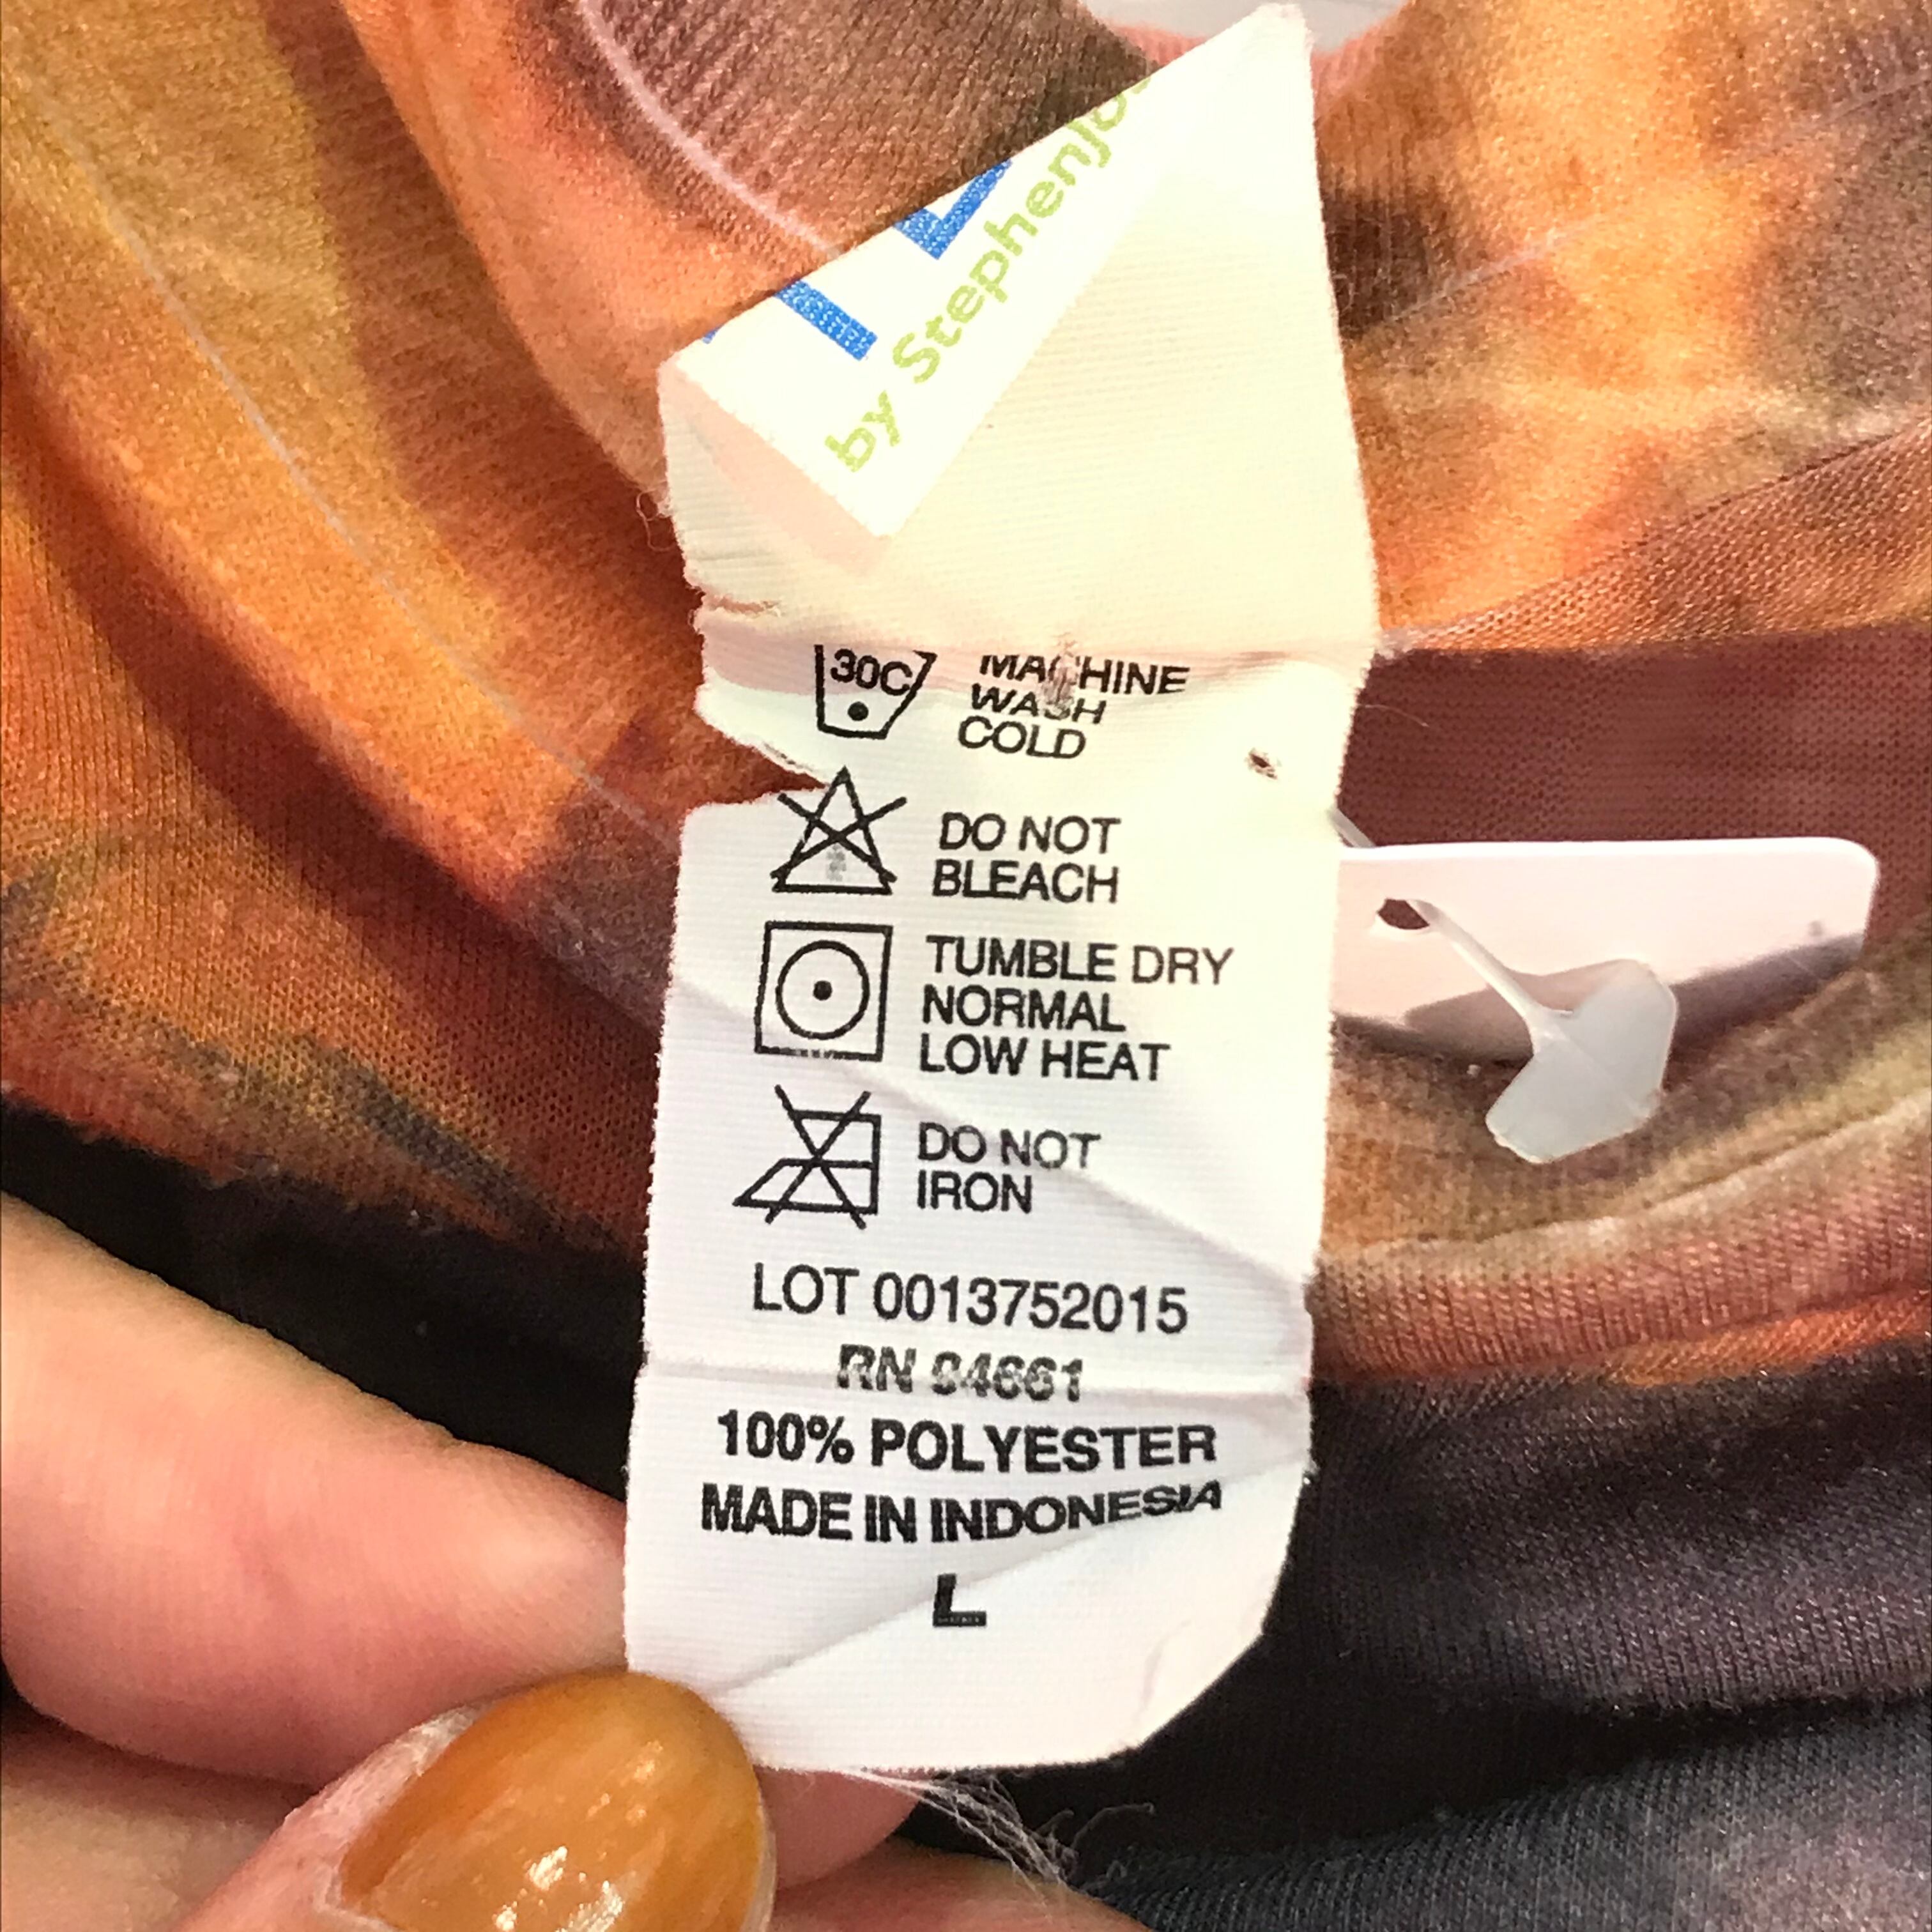 by Stephenjo
30C
MACHINE
WASH
COLD
DO NOT
BLEACH
TUMBLE DRY
NORMAL
LOW HEAT
DO NOT
IRON
LOT 0013752015
RN 94661
100% POLYESTER
MADE IN INDONESIA
L